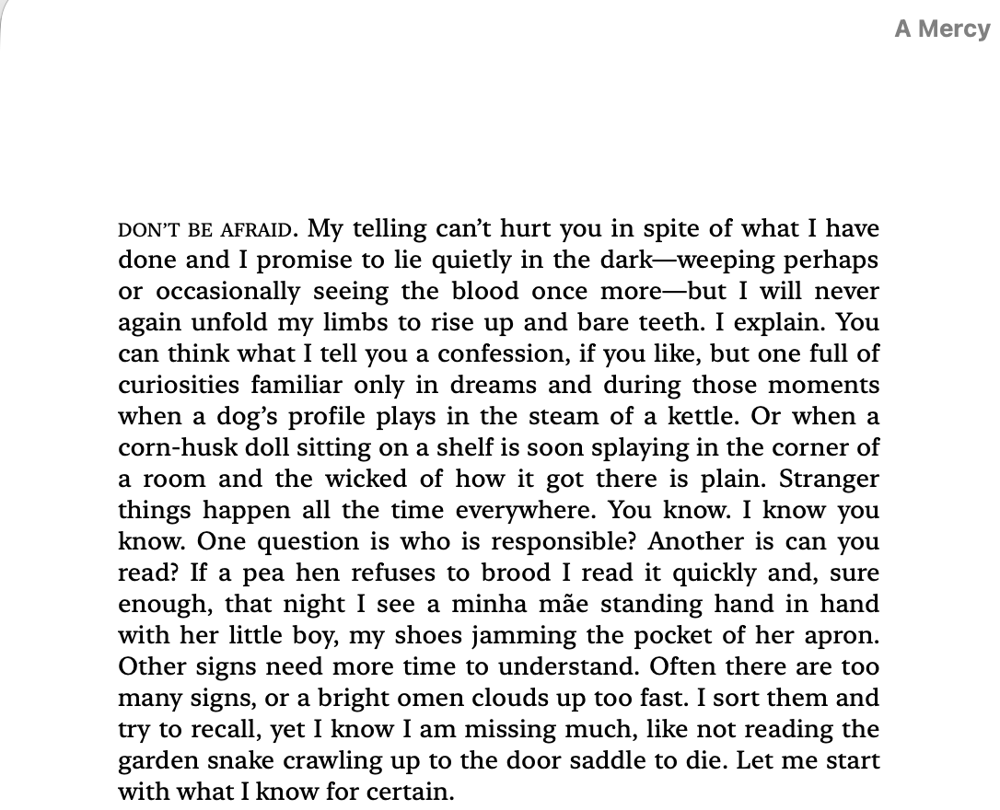 A Mercy
DON'T BE AFRAID. My telling can't hurt you in spite of what I have
done and I promise to lie quietly in the dark—weeping perhaps
or occasionally seeing the blood once more—but I will never
again unfold my limbs to rise up and bare teeth. I explain. You
can think what I tell you a confession, if you like, but one full of
curiosities familiar only in dreams and during those moments
when a dog's profile plays in the steam of a kettle. Or when a
corn-husk doll sitting on a shelf is soon splaying in the corner of
a room and the wicked of how it got there is plain. Stranger
things happen all the time everywhere. You know. I know you
know. One question is who is responsible? Another is can you
read? If a pea hen refuses to brood I read it quickly and, sure
enough, that night I see a minha mãe standing hand in hand
with her little boy, my shoes jamming the pocket of her apron.
Other signs need more time to understand. Often there are too
many signs, or a bright omen clouds up too fast. I sort them and
try to recall, yet I know I am missing much, like not reading the
garden snake crawling up to the door saddle to die. Let me start
with what I know for certain.